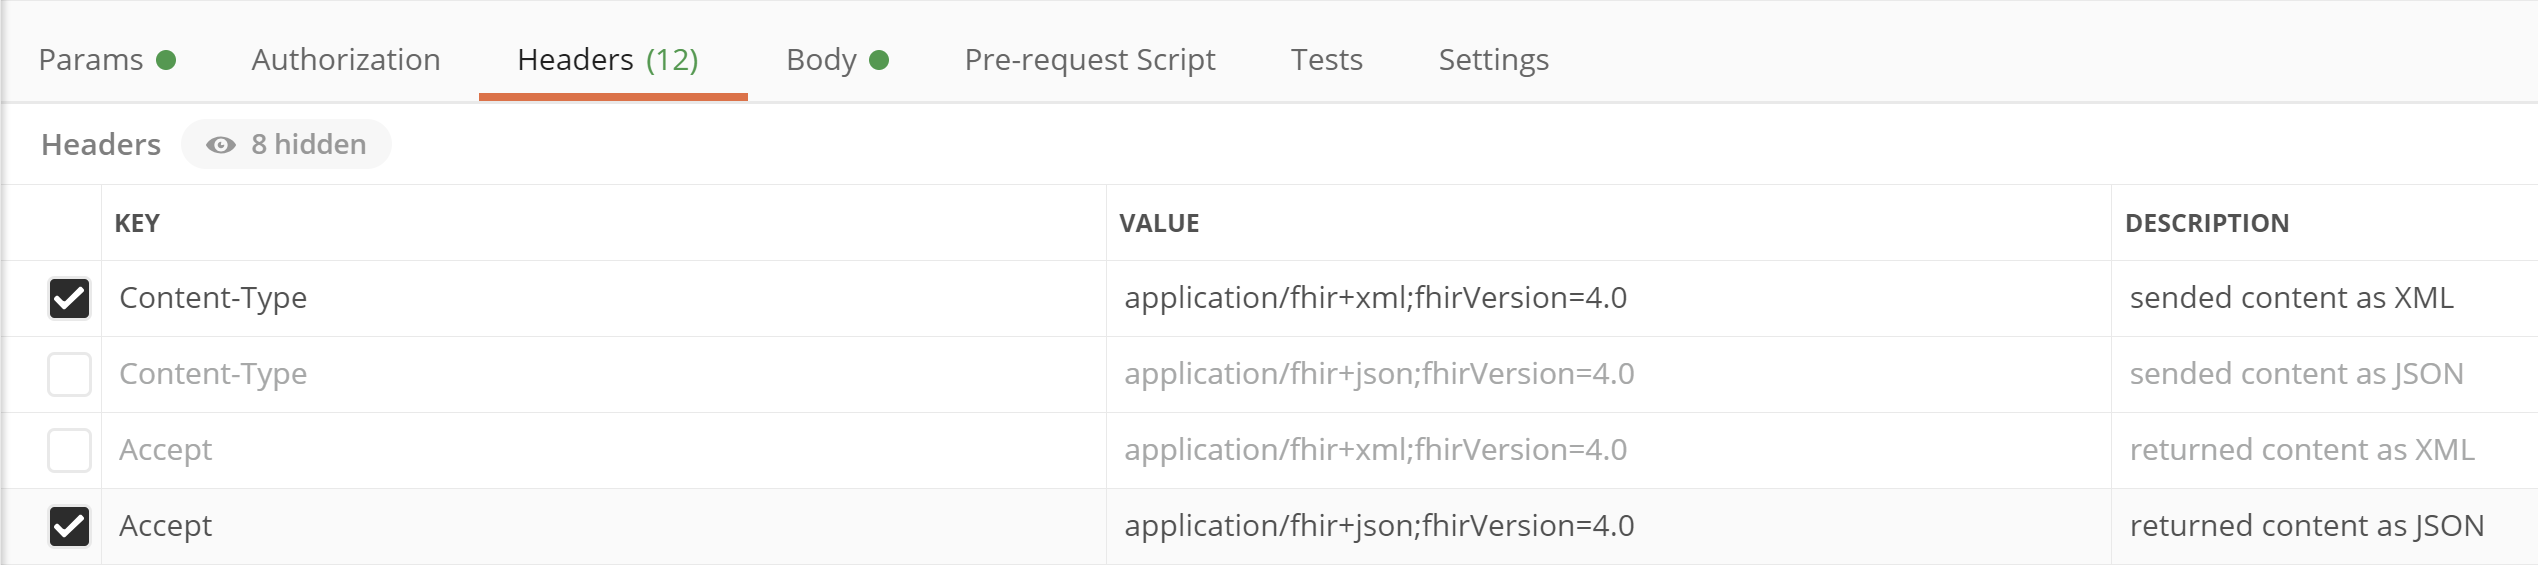 Params Authorization Headers (12) Body Pre-request Script Tests Settings
Headers 8 hidden
KEY VALUE DESCRIPTION
Content-Type application/fhir+xml;fhirVersion=4.0 sended content as XML
Content-Type application/fhir+json;fhirVersion=4.0 sended content as JSON
Accept application/fhir+xml;fhirVersion=4.0 returned content as XML
Accept application/fhir+json;fhirVersion=4.0 returned content as JSON